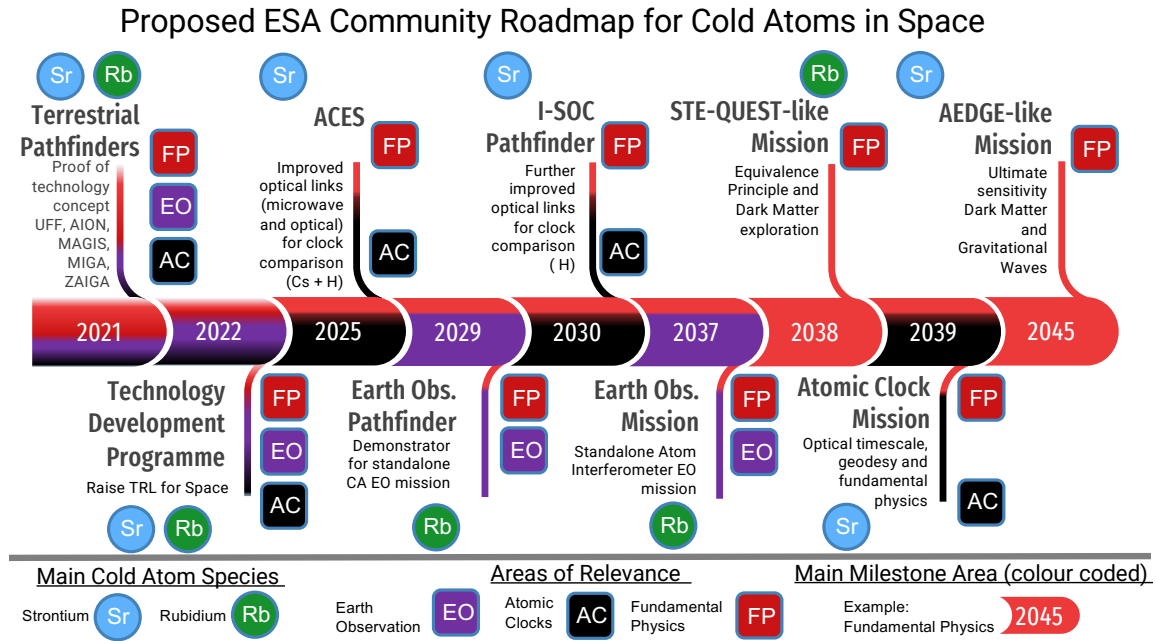 Proposed ESA Community Roadmap for Cold Atoms in Space
Sr
Rb
Terrestrial
Pathfinders
Proof of
technology
concept
UFF, AION,
MAGIS,
MIGA,
ZAIGA
FP
EO
AC
Sr
ACES
Improved
optical links
(microwave
and optical)
for clock
comparison
(Cs + H)
FP
AC
Sr
I-SOC
Pathfinder
Further
improved
optical links
for clock
comparison
( H)
FP
AC
Rb
STE-QUEST-like
Mission
Equivalence
Principle and
Dark Matter
exploration
FP
Sr
AEDGE-like
Mission
Ultimate
sensitivity
Dark Matter
and
Gravitational
Waves
FP
2021
2022
2025
2029
2030
2037
2038
2039
2045
Technology
Development
Programme
Raise TRL for Space
FP
EO
AC
Sr
Rb
Earth Obs.
Pathfinder
Demonstrator
for standalone
CA EO mission
FP
EO
Rb
Earth Obs.
Mission
Standalone Atom
Interferometer EO
mission
FP
EO
Rb
Atomic Clock
Mission
Optical timescale,
geodesy and
fundamental
physics
FP
AC
Sr
Main Cold Atom Species
Strontium
Sr
Rubidium
Rb
Areas of Relevance
Earth
Observation
EO
Atomic
Clocks
AC
Fundamental
Physics
FP
Main Milestone Area (colour coded)
Example:
Fundamental Physics
2045